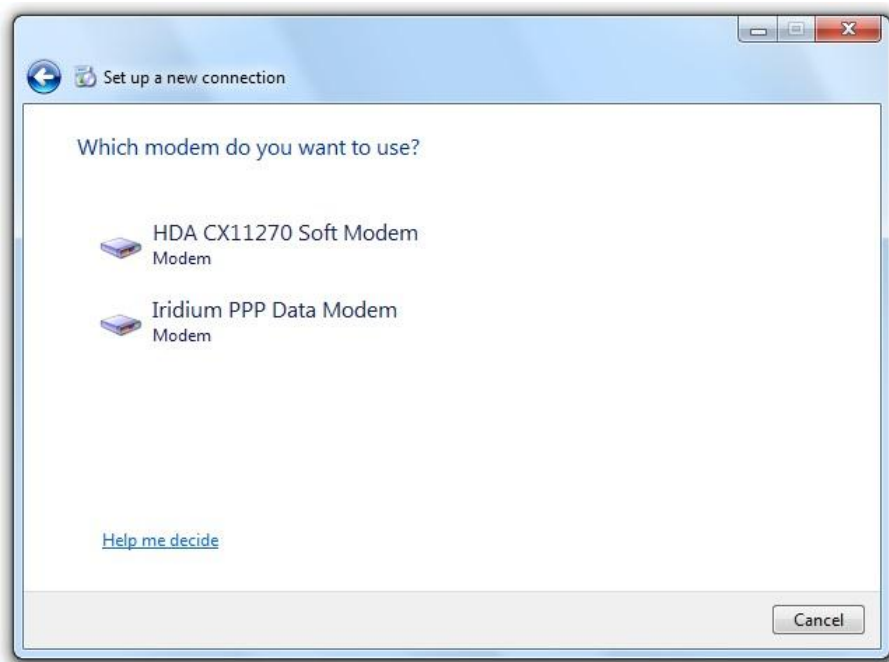 Set up a new connection
Which modem do you want to use?
HDA CX11270 Soft Modem
Modem
Iridium PPP Data Modem
Modem
Help me decide
Cancel